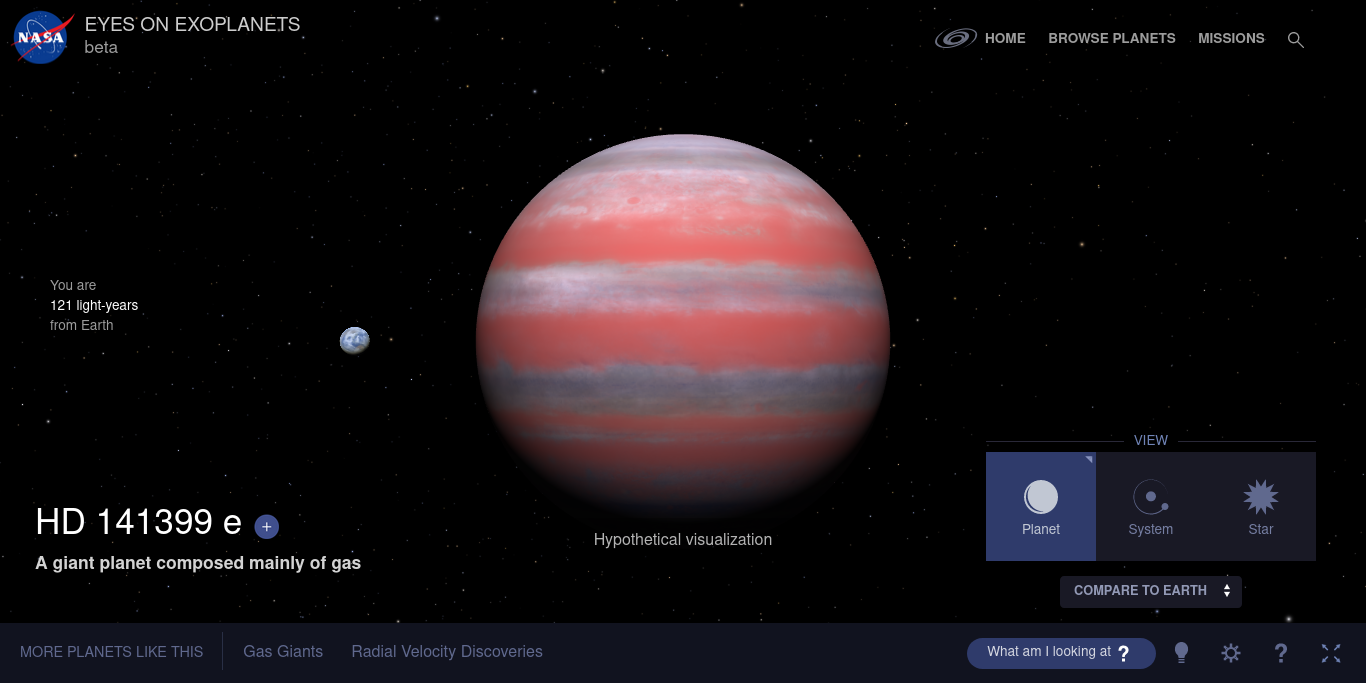 NASA
EYES ON EXOPLANETS
beta
HOME
BROWSE PLANETS
MISSIONS
You are
121 light-years
from Earth
VIEW
Planet
System
Star
HD 141399 e +
A giant planet composed mainly of gas
Hypothetical visualization
COMPARE TO EARTH
MORE PLANETS LIKE THIS
Gas Giants
Radial Velocity Discoveries
What am I looking at ?
?